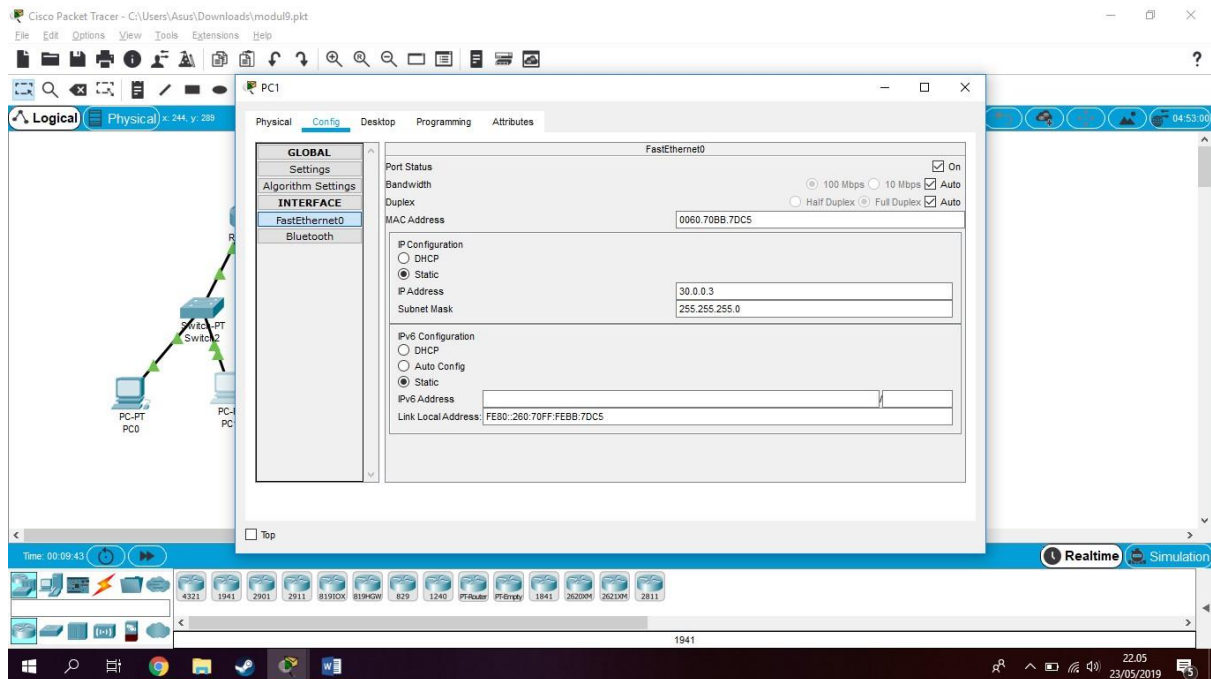 Cisco Packet Tracer - C:\Users\Asus\Downloads\modul9.pkt
File Edit Options View Tools Extensions Help
?
PC1
Logical Physical x: 244, y: 289
04:53:00
Physical Config Desktop Programming Attributes
GLOBAL
Settings
Algorithm Settings
INTERFACE
FastEthernet0
Bluetooth
FastEthernet0
Port Status On
Bandwidth 100 Mbps 10 Mbps Auto
Duplex Half Duplex Full Duplex Auto
MAC Address 0060.70BB.7DC5
IP Configuration
DHCP
Static
IP Address 30.0.0.3
Subnet Mask 255.255.255.0
IPv6 Configuration
DHCP
Auto Config
Static
IPv6 Address /
Link Local Address: FE80::260:70FF:FEBB:7DC5
R
Switch-PT
Switch2
PC-PT
PC0
PC-
PC
Top
Time: 00:09:43
Realtime Simulation
4321 1941 2901 2911 819IOX 819HGW 829 1240 PT-Router PT-Empty 1841 2620XM 2621XM 2811
1941
22.05
23/05/2019
5